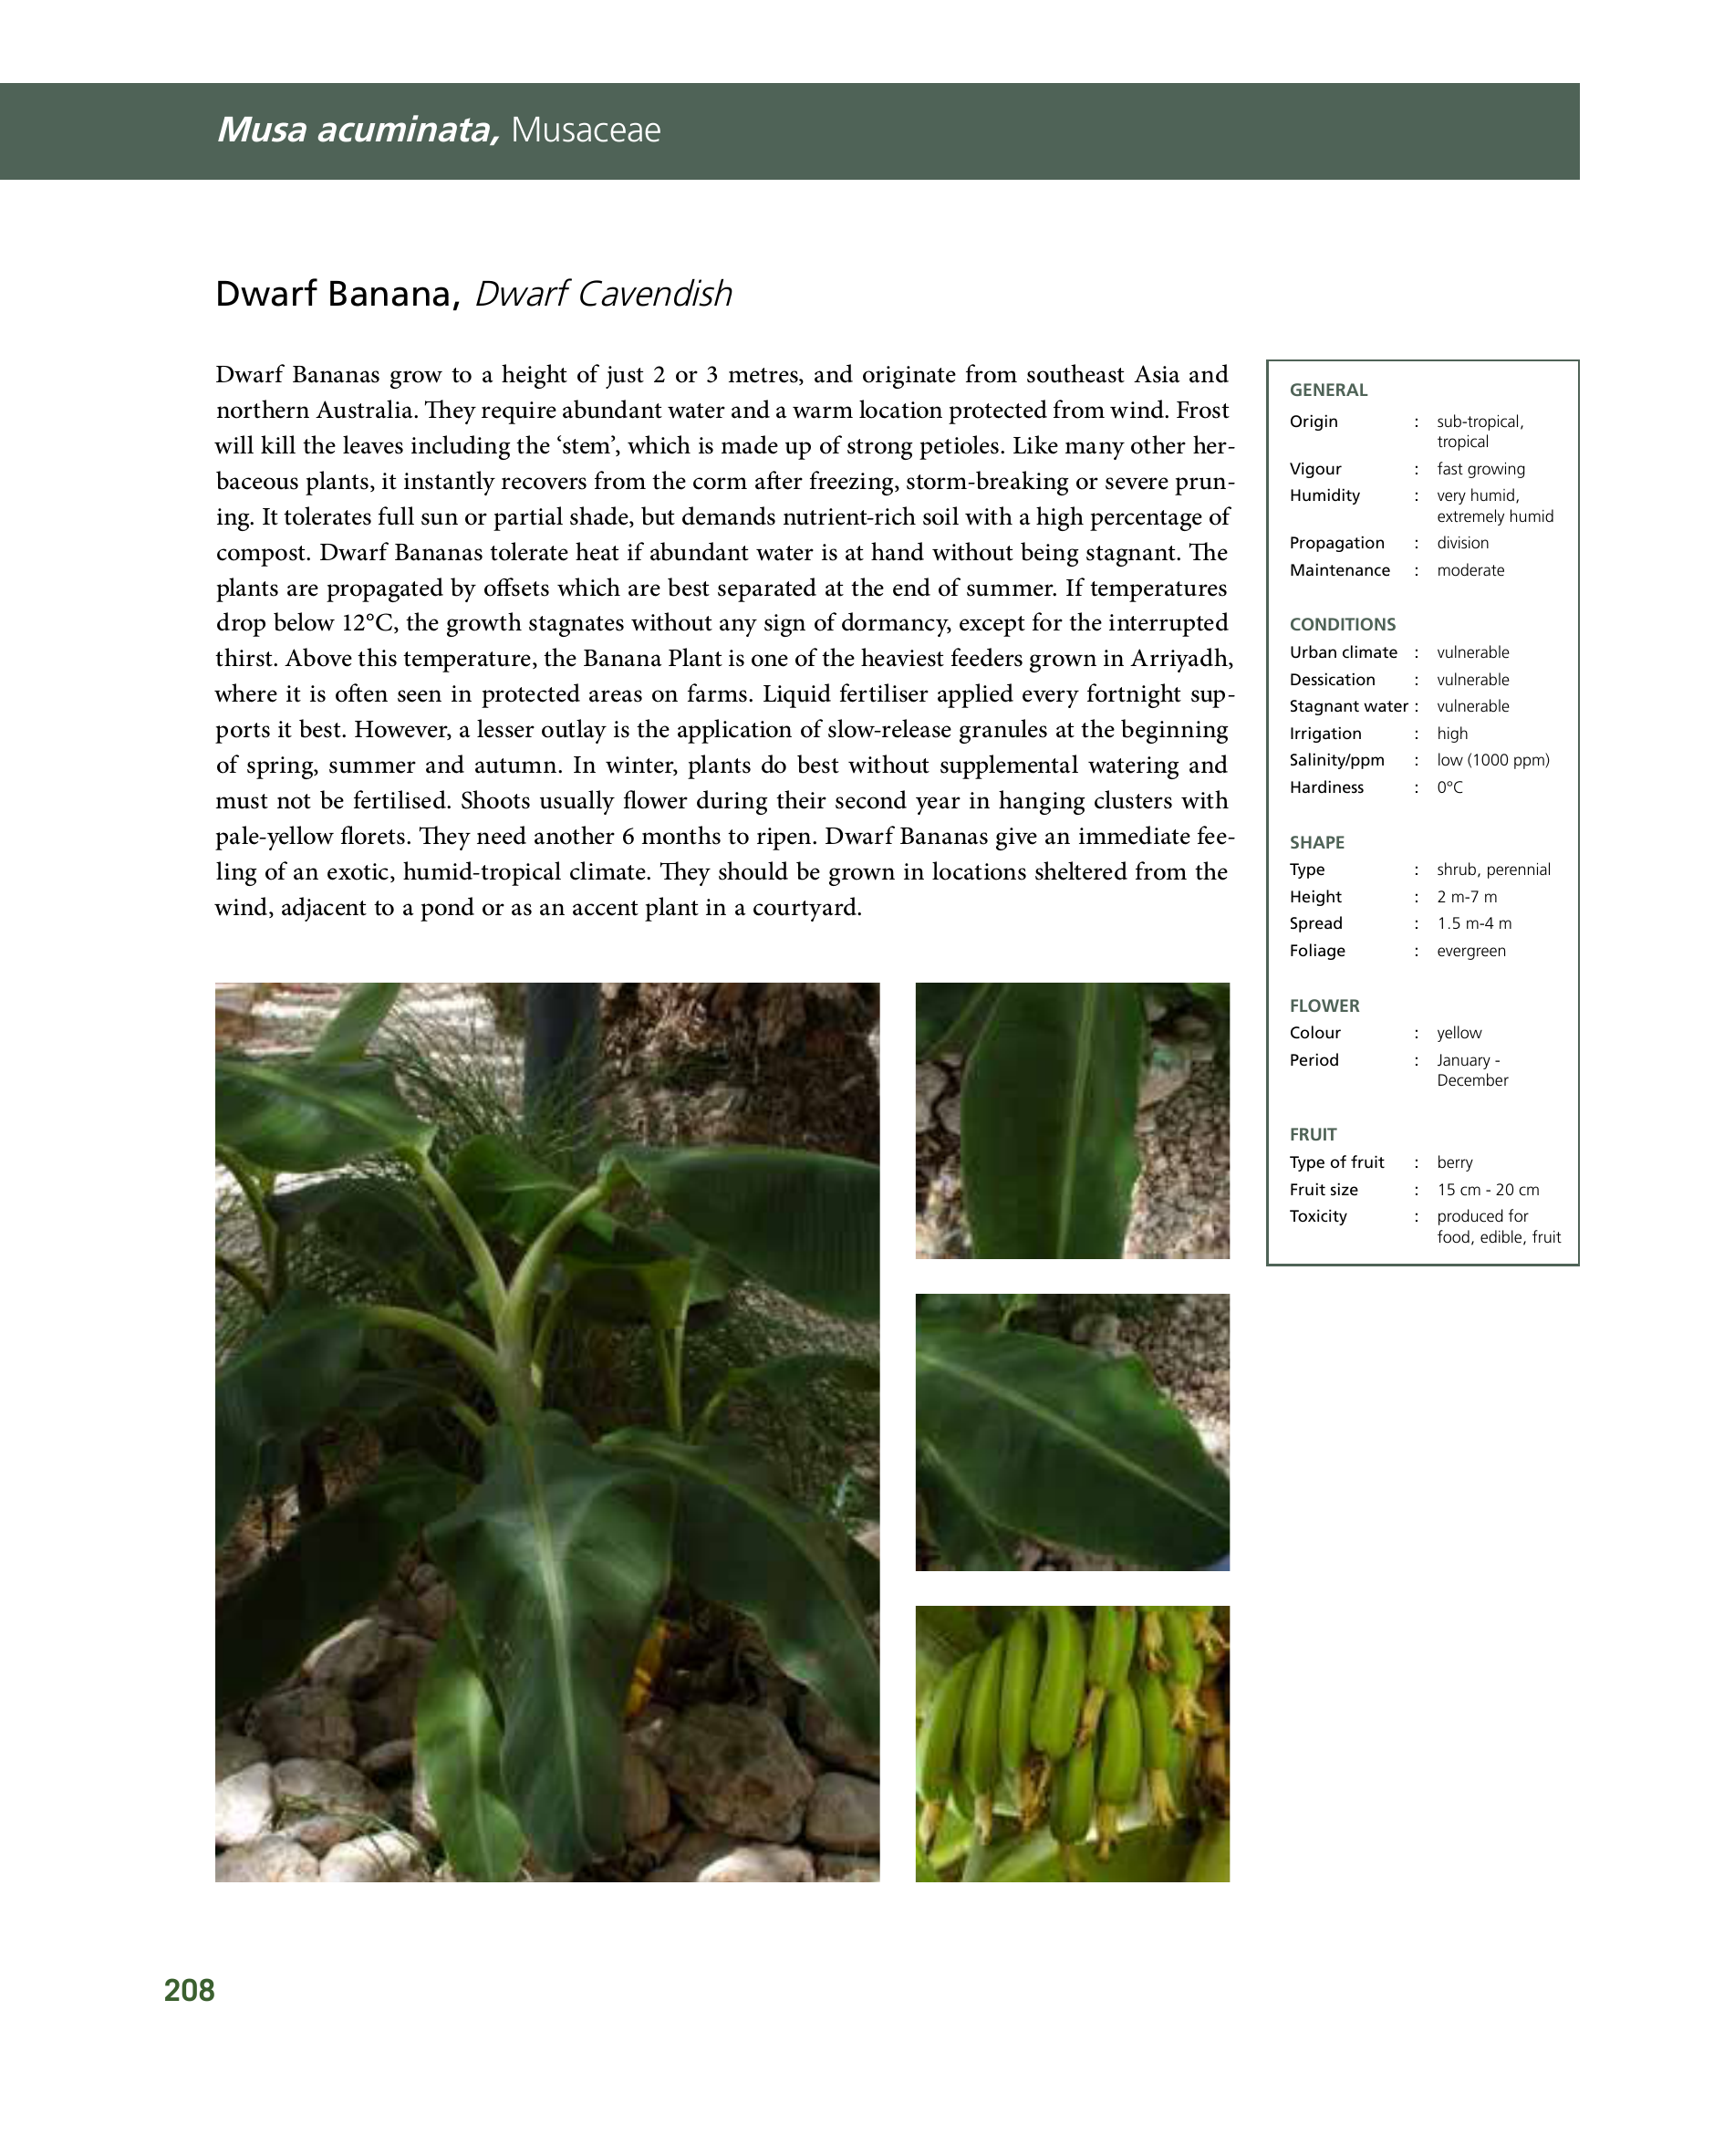 Musa acuminata, Musaceae
Dwarf Banana, Dwarf Cavendish
Dwarf Bananas grow to a height of just 2 or 3 metres, and originate from southeast Asia and
northern Australia. They require abundant water and a warm location protected from wind. Frost
will kill the leaves including the ‘stem’, which is made up of strong petioles. Like many other her-
baceous plants, it instantly recovers from the corm after freezing, storm-breaking or severe prun-
ing. It tolerates full sun or partial shade, but demands nutrient-rich soil with a high percentage of
compost. Dwarf Bananas tolerate heat if abundant water is at hand without being stagnant. The
plants are propagated by offsets which are best separated at the end of summer. If temperatures
drop below 12°C, the growth stagnates without any sign of dormancy, except for the interrupted
thirst. Above this temperature, the Banana Plant is one of the heaviest feeders grown in Arriyadh,
where it is often seen in protected areas on farms. Liquid fertiliser applied every fortnight sup-
ports it best. However, a lesser outlay is the application of slow-release granules at the beginning
of spring, summer and autumn. In winter, plants do best without supplemental watering and
must not be fertilised. Shoots usually flower during their second year in hanging clusters with
pale-yellow florets. They need another 6 months to ripen. Dwarf Bananas give an immediate fee-
ling of an exotic, humid-tropical climate. They should be grown in locations sheltered from the
wind, adjacent to a pond or as an accent plant in a courtyard.
GENERAL
Origin : sub-tropical,
tropical
Vigour : fast growing
Humidity : very humid,
extremely humid
Propagation : division
Maintenance : moderate
CONDITIONS
Urban climate : vulnerable
Dessication : vulnerable
Stagnant water : vulnerable
Irrigation : high
Salinity/ppm : low (1000 ppm)
Hardiness : 0°C
SHAPE
Type : shrub, perennial
Height : 2 m-7 m
Spread : 1.5 m-4 m
Foliage : evergreen
FLOWER
Colour : yellow
Period : January -
December
FRUIT
Type of fruit : berry
Fruit size : 15 cm - 20 cm
Toxicity : produced for
food, edible, fruit
208